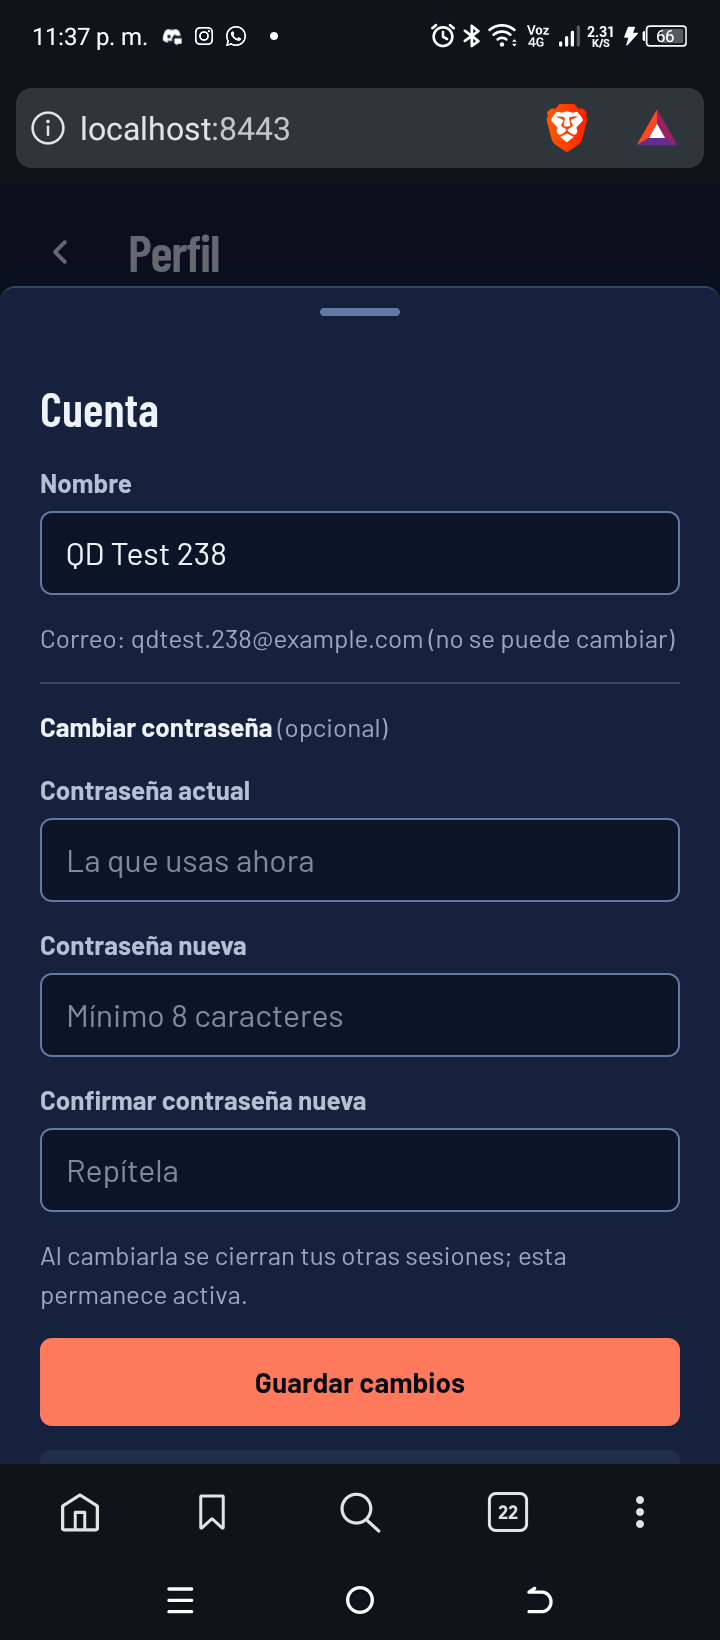 11:37 p. m.
Voz
4G
2.31
K/S
66
localhost:8443
Perfil
Cuenta
Nombre
QD Test 238
Correo: qdtest.238@example.com (no se puede cambiar)
Cambiar contraseña (opcional)
Contraseña actual
La que usas ahora
Contraseña nueva
Mínimo 8 caracteres
Confirmar contraseña nueva
Repítela
Al cambiarla se cierran tus otras sesiones; esta
permanece activa.
Guardar cambios
22